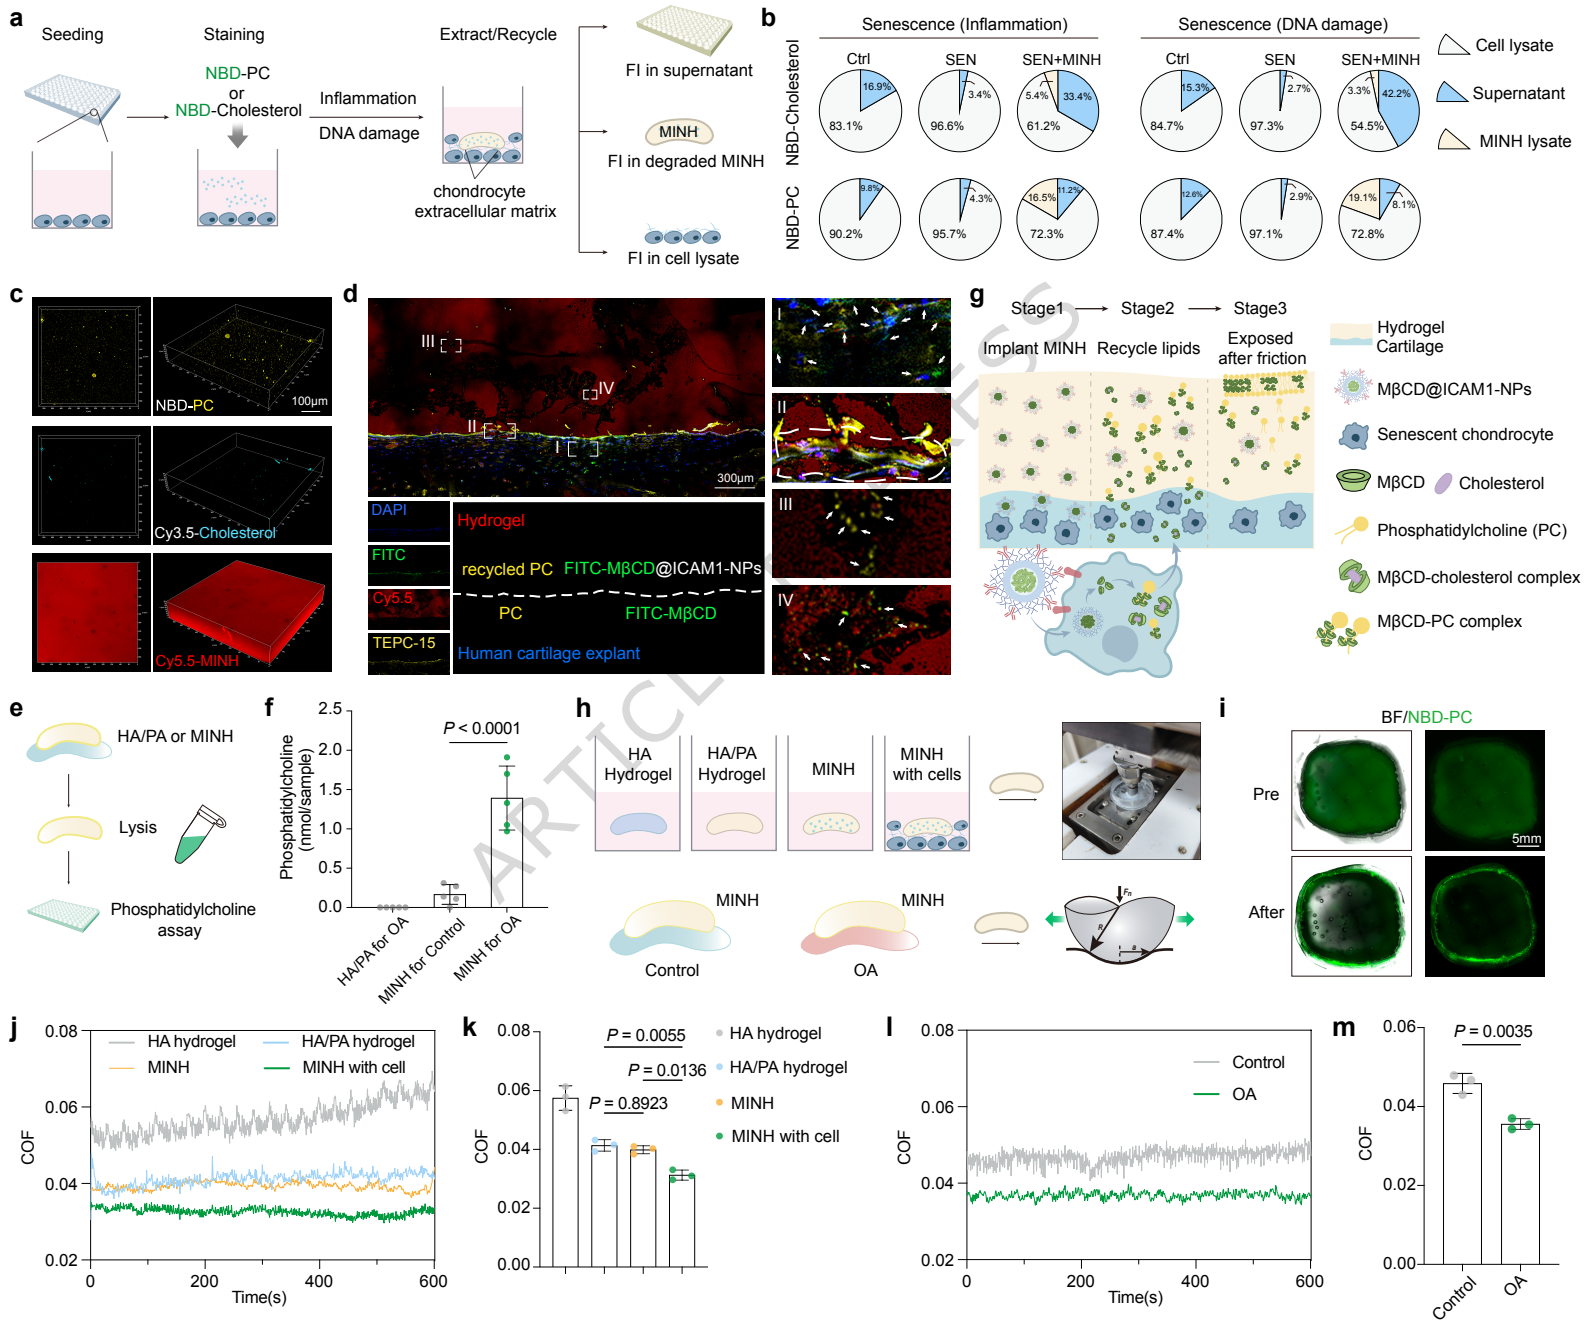 a
Seeding
Staining
NBD-PC
or
NBD-Cholesterol
Inflammation
DNA damage
Extract/Recycle
chondrocyte
extracellular matrix
FI in supernatant
MINH
FI in degraded MINH
FI in cell lysate
b
Senescence (Inflammation)
Senescence (DNA damage)
Ctrl
SEN
SEN+MINH
Ctrl
SEN
SEN+MINH
NBD-Cholesterol
16.9%
83.1%
3.4%
96.6%
5.4%
33.4%
61.2%
15.3%
84.7%
2.7%
97.3%
3.3%
42.2%
54.5%
NBD-PC
9.8%
90.2%
4.3%
95.7%
16.5%
11.2%
72.3%
12.6%
87.4%
2.9%
97.1%
19.1%
8.1%
72.8%
Cell lysate
Supernatant
MINH lysate
c
NBD-PC
100μm
Cy3.5-Cholesterol
Cy5.5-MINH
d
III
IV
II
I
300μm
DAPI
FITC
Cy5.5
TEPC-15
Hydrogel
recycled PC
FITC-MβCD@ICAM1-NPs
PC
FITC-MβCD
Human cartilage explant
I
II
III
IV
g
Stage1
Stage2
Stage3
Implant MINH
Recycle lipids
Exposed
after friction
Hydrogel
Cartilage
MβCD@ICAM1-NPs
Senescent chondrocyte
MβCD
Cholesterol
Phosphatidylcholine (PC)
MβCD-cholesterol complex
MβCD-PC complex
e
HA/PA or MINH
Lysis
Phosphatidylcholine
assay
f
Phosphatidylcholine
(nmol/sample)
2.5
2.0
1.5
1.0
0.5
0.0
P < 0.0001
HA/PA for OA
MINH for Control
MINH for OA
h
HA
Hydrogel
HA/PA
Hydrogel
MINH
MINH
with cells
MINH
Control
MINH
OA
Fn
R
a
i
BF/NBD-PC
Pre
5mm
After
j
COF
0.08
0.06
0.04
0.02
HA hydrogel
HA/PA hydrogel
MINH
MINH with cell
0
200
400
600
Time(s)
k
COF
0.08
0.06
0.04
0.02
0.00
P = 0.0055
P = 0.0136
P = 0.8923
HA hydrogel
HA/PA hydrogel
MINH
MINH with cell
l
COF
0.08
0.06
0.04
0.02
Control
OA
0
200
400
600
Time(s)
m
COF
0.06
0.04
0.02
0.00
P = 0.0035
Control
OA